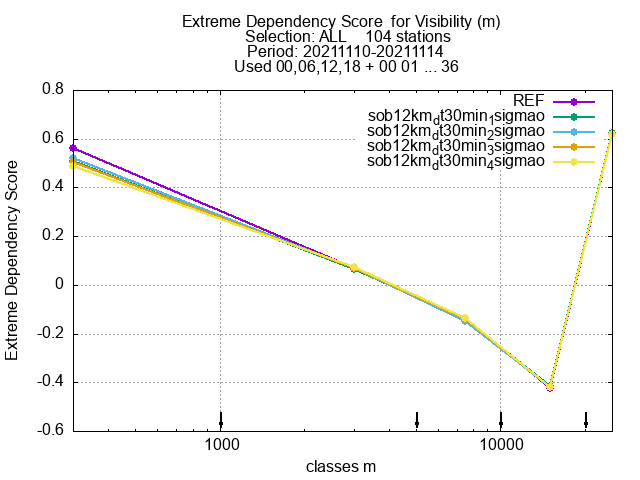 Extreme Dependency Score  for Visibility (m)
Selection: ALL    104 stations
Period: 20211110-20211114
Used 00,06,12,18 + 00 01 ... 36
REF
sob12km_dt30min_1sigmao
sob12km_dt30min_2sigmao
sob12km_dt30min_3sigmao
sob12km_dt30min_4sigmao
0.8
0.6
0.4
0.2
0
-0.2
-0.4
-0.6
Extreme Dependency Score
1000 10000
classes m